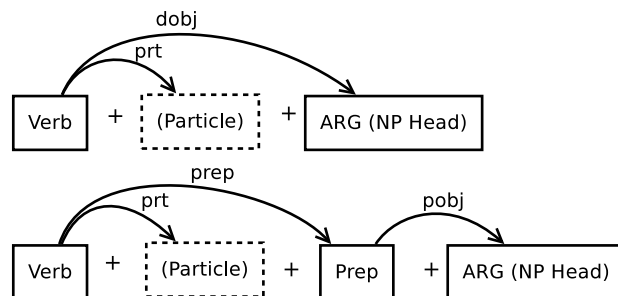 dobj
prt
Verb + (Particle) + ARG (NP Head)
prep
prt pobj
Verb + (Particle) + Prep + ARG (NP Head)